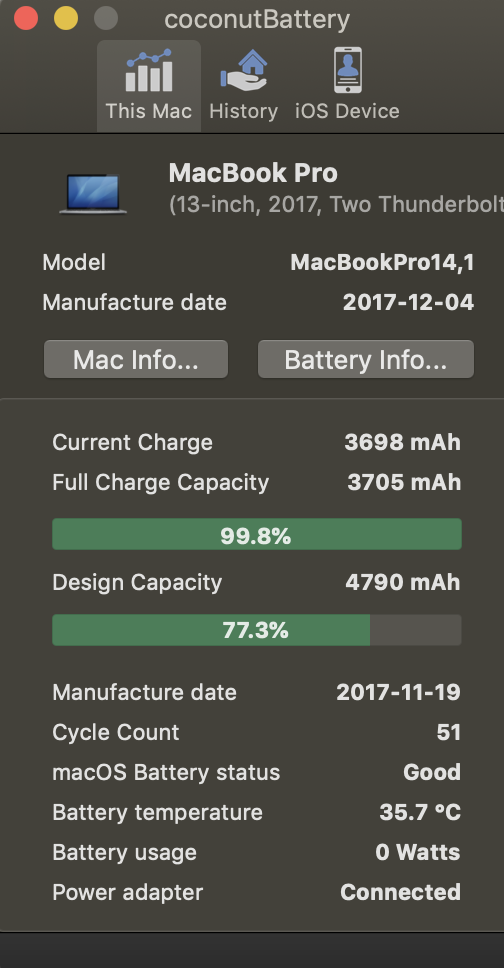 coconutBattery
This Mac History iOS Device
MacBook Pro
(13-inch, 2017, Two Thunderbolt
Model MacBookPro14,1
Manufacture date 2017-12-04
Mac Info... Battery Info...
Current Charge 3698 mAh
Full Charge Capacity 3705 mAh
99.8%
Design Capacity 4790 mAh
77.3%
Manufacture date 2017-11-19
Cycle Count 51
macOS Battery status Good
Battery temperature 35.7 °C
Battery usage 0 Watts
Power adapter Connected